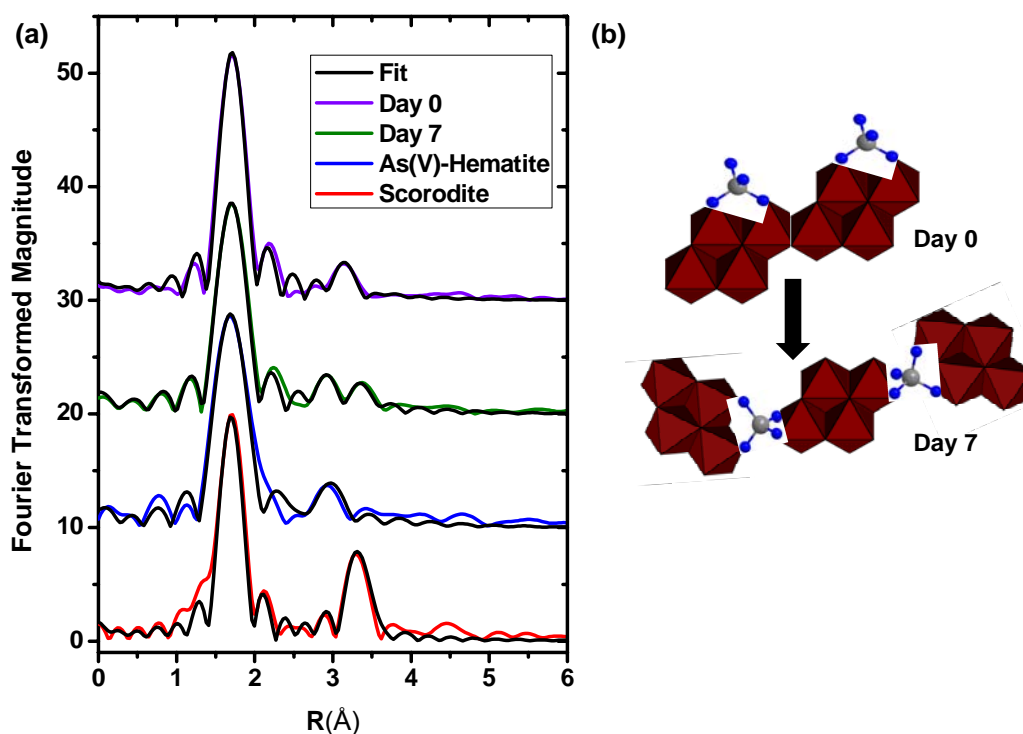 (a)
Fourier Transformed Magnitude
50
40
30
20
10
0
Fit
Day 0
Day 7
As(V)-Hematite
Scorodite
0 1 2 3 4 5 6
R(Å)
(b)
Day 0
Day 7